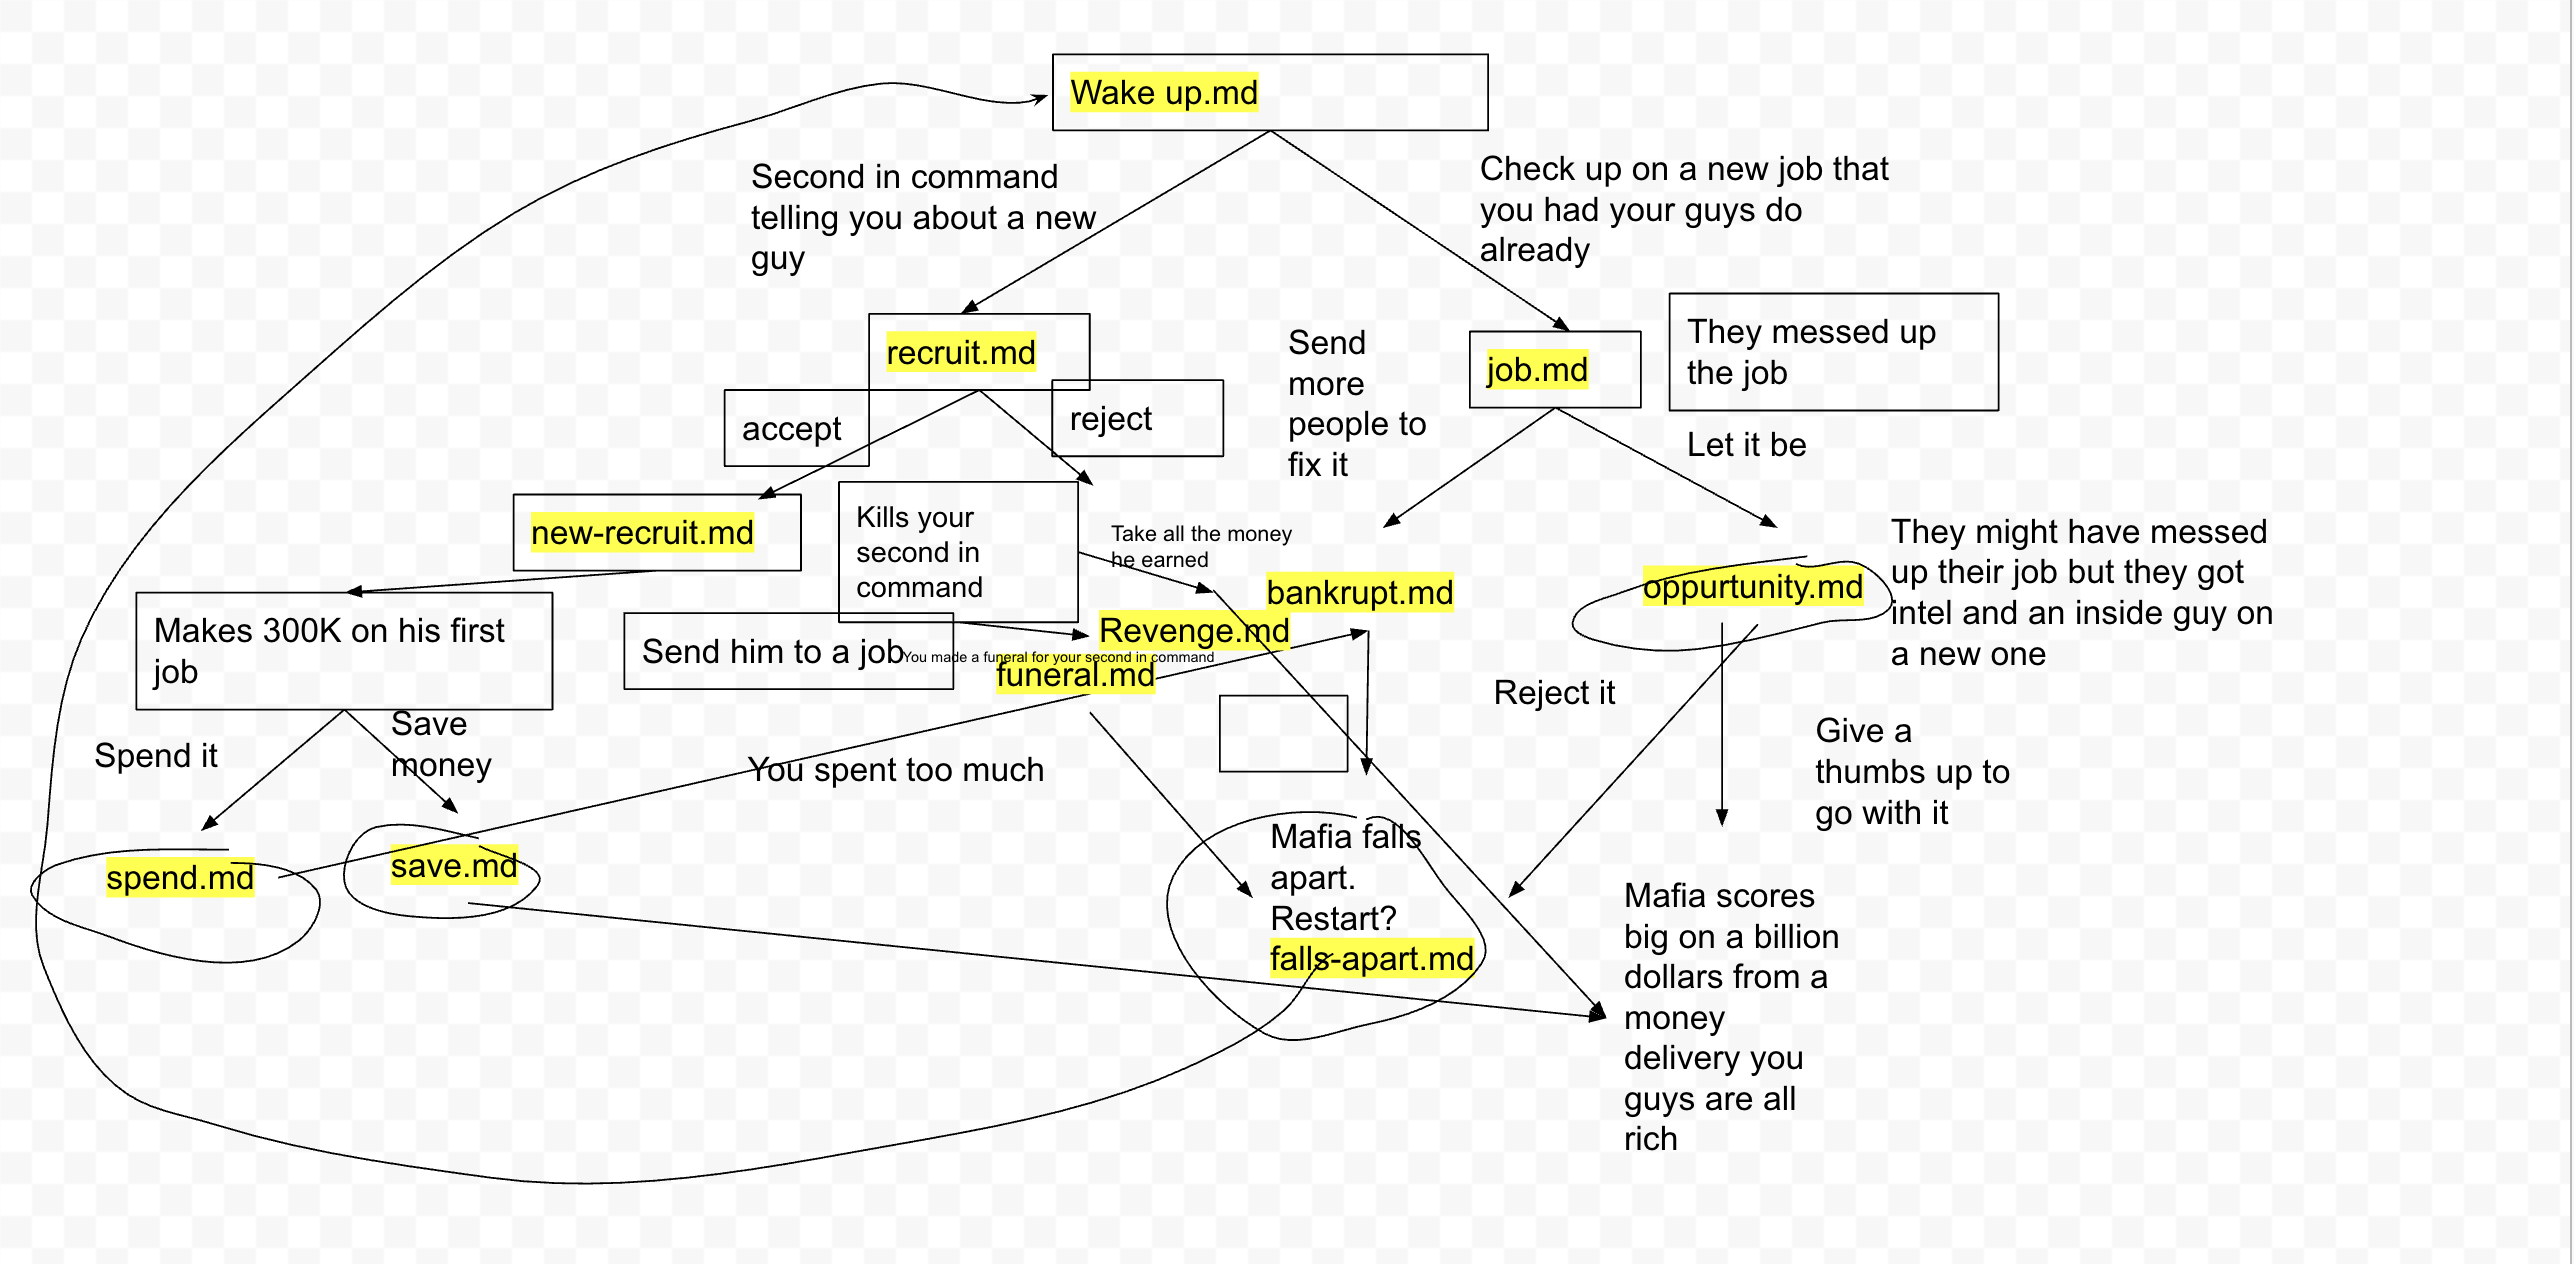 Wake up.md
Second in command
telling you about a new
guy
Check up on a new job that
you had your guys do
already
recruit.md
accept
reject
Send
more
people to
fix it
job.md
They messed up
the job
Let it be
new-recruit.md
Kills your
second in
command
Take all the money
he earned
bankrupt.md
oppurtunity.md
They might have messed
up their job but they got
intel and an inside guy on
a new one
Makes 300K on his first
job
Send him to a job
Revenge.md
You made a funeral for your second in command
funeral.md
Reject it
Give a
thumbs up to
go with it
Spend it
Save
money
You spent too much
spend.md
save.md
Mafia falls
apart.
Restart?
falls-apart.md
Mafia scores
big on a billion
dollars from a
money
delivery you
guys are all
rich